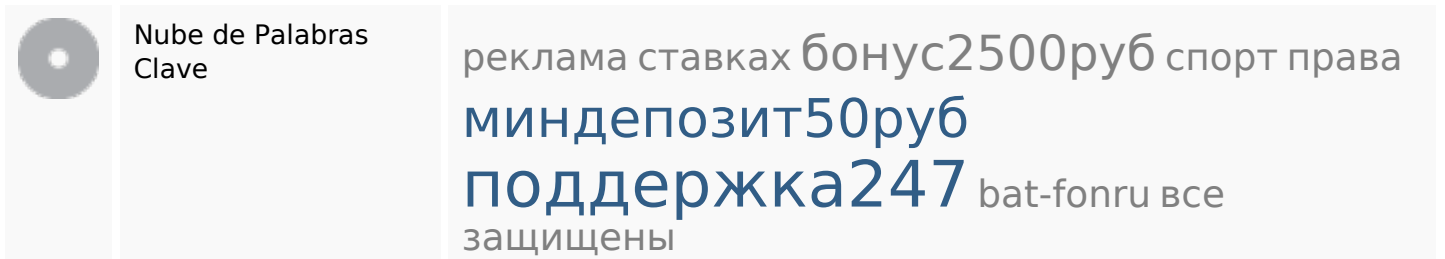 Nube de Palabras
Clave
реклама ставках бонус2500руб спорт права
миндепозит50руб
поддержка247 bat-fonru все
защищены